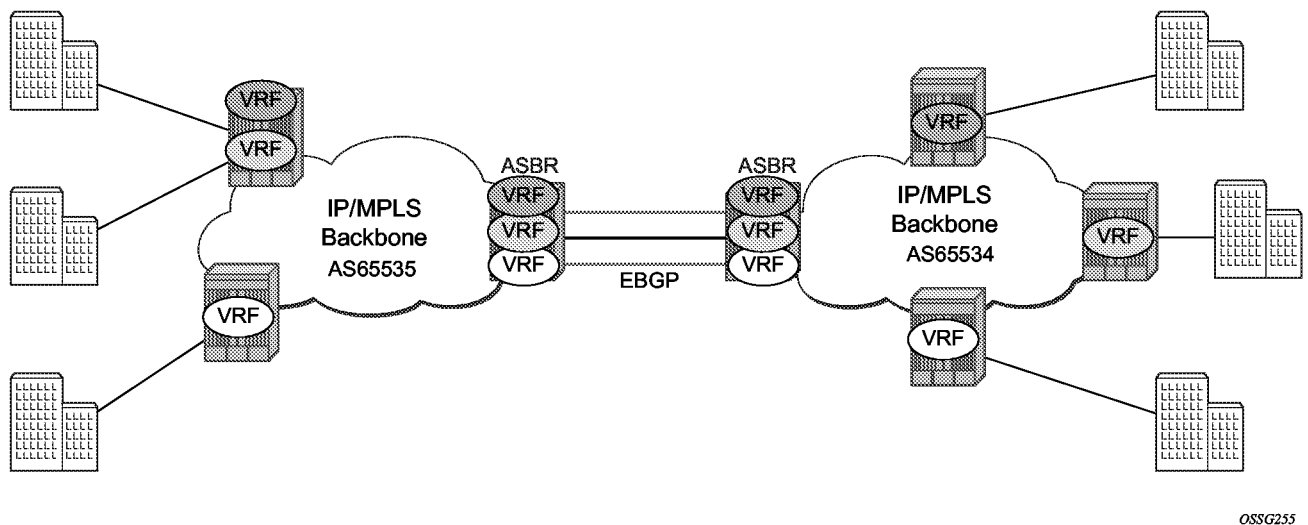 VRF
VRF
VRF
IP/MPLS
Backbone
AS65535
ASBR
VRF
VRF
VRF
EBGP
ASBR
VRF
VRF
VRF
IP/MPLS
Backbone
AS65534
VRF
VRF
VRF
OSSG255